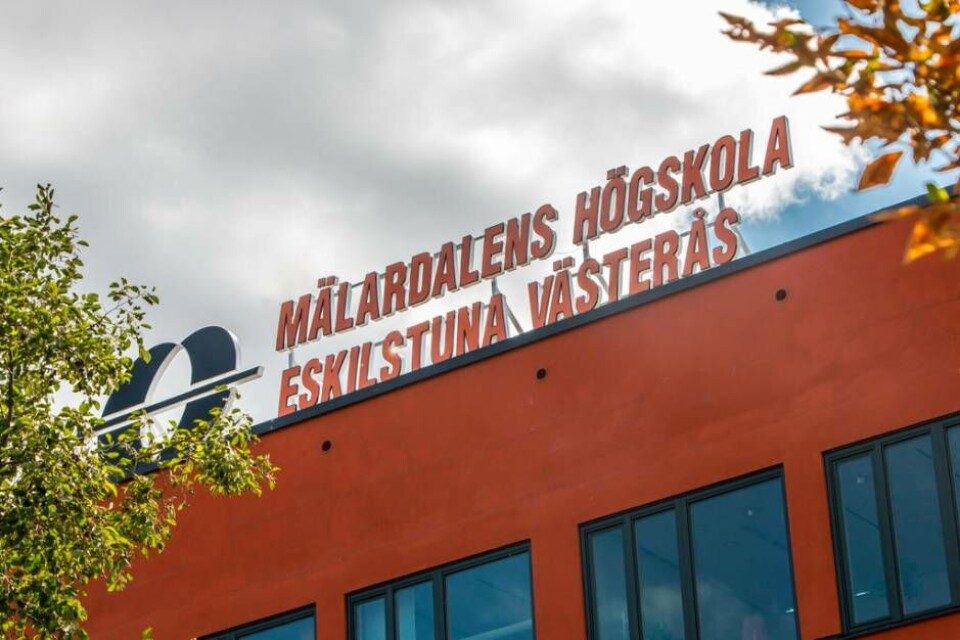 MÄLARDALENS HÖGSKOLA
ESKILSTUNA VÄSTERÅS